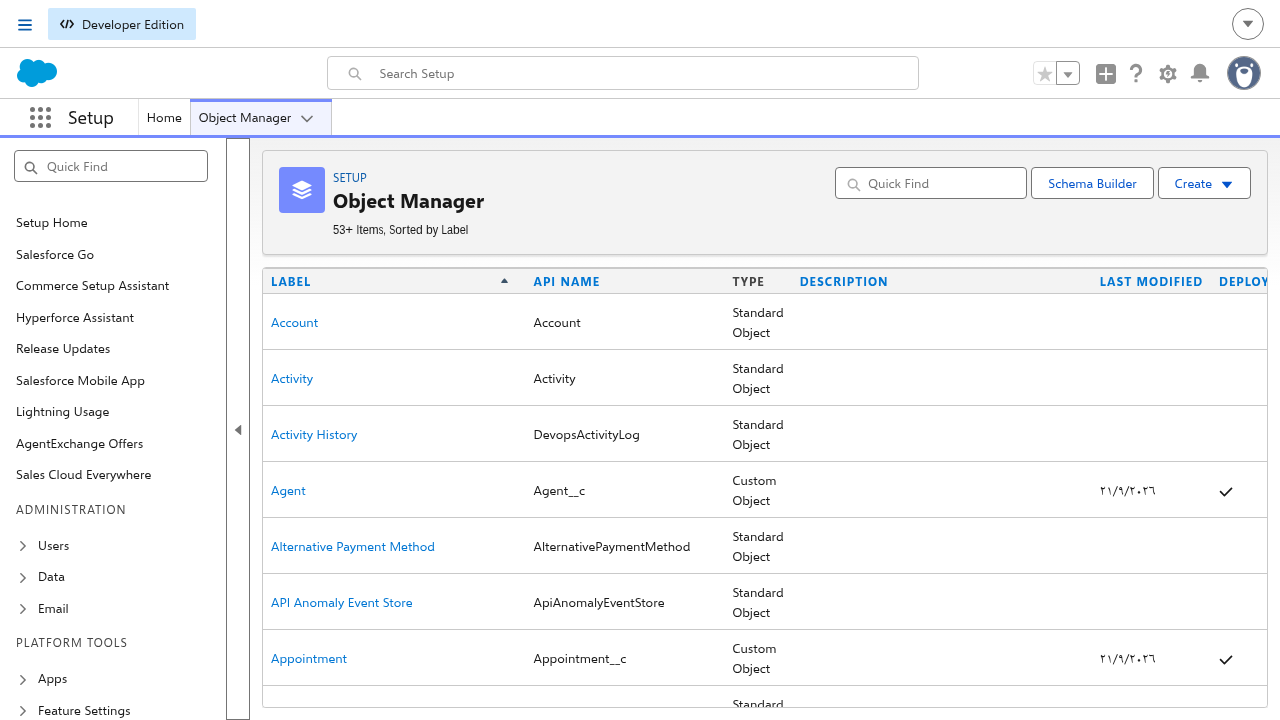 Developer Edition
Search Setup
Setup
Home
Object Manager
Quick Find
Setup Home
Salesforce Go
Commerce Setup Assistant
Hyperforce Assistant
Release Updates
Salesforce Mobile App
Lightning Usage
AgentExchange Offers
Sales Cloud Everywhere
ADMINISTRATION
Users
Data
Email
PLATFORM TOOLS
Apps
Feature Settings
SETUP
Object Manager
53+ Items, Sorted by Label
Quick Find
Schema Builder
Create
LABEL API NAME TYPE DESCRIPTION LAST MODIFIED DEPLOY
Account Account Standard Object
Activity Activity Standard Object
Activity History DevopsActivityLog Standard Object
Agent Agent__c Custom Object ٢١/٩/٢٠٢٦
Alternative Payment Method AlternativePaymentMethod Standard Object
API Anomaly Event Store ApiAnomalyEventStore Standard Object
Appointment Appointment__c Custom Object ٢١/٩/٢٠٢٦
Standard